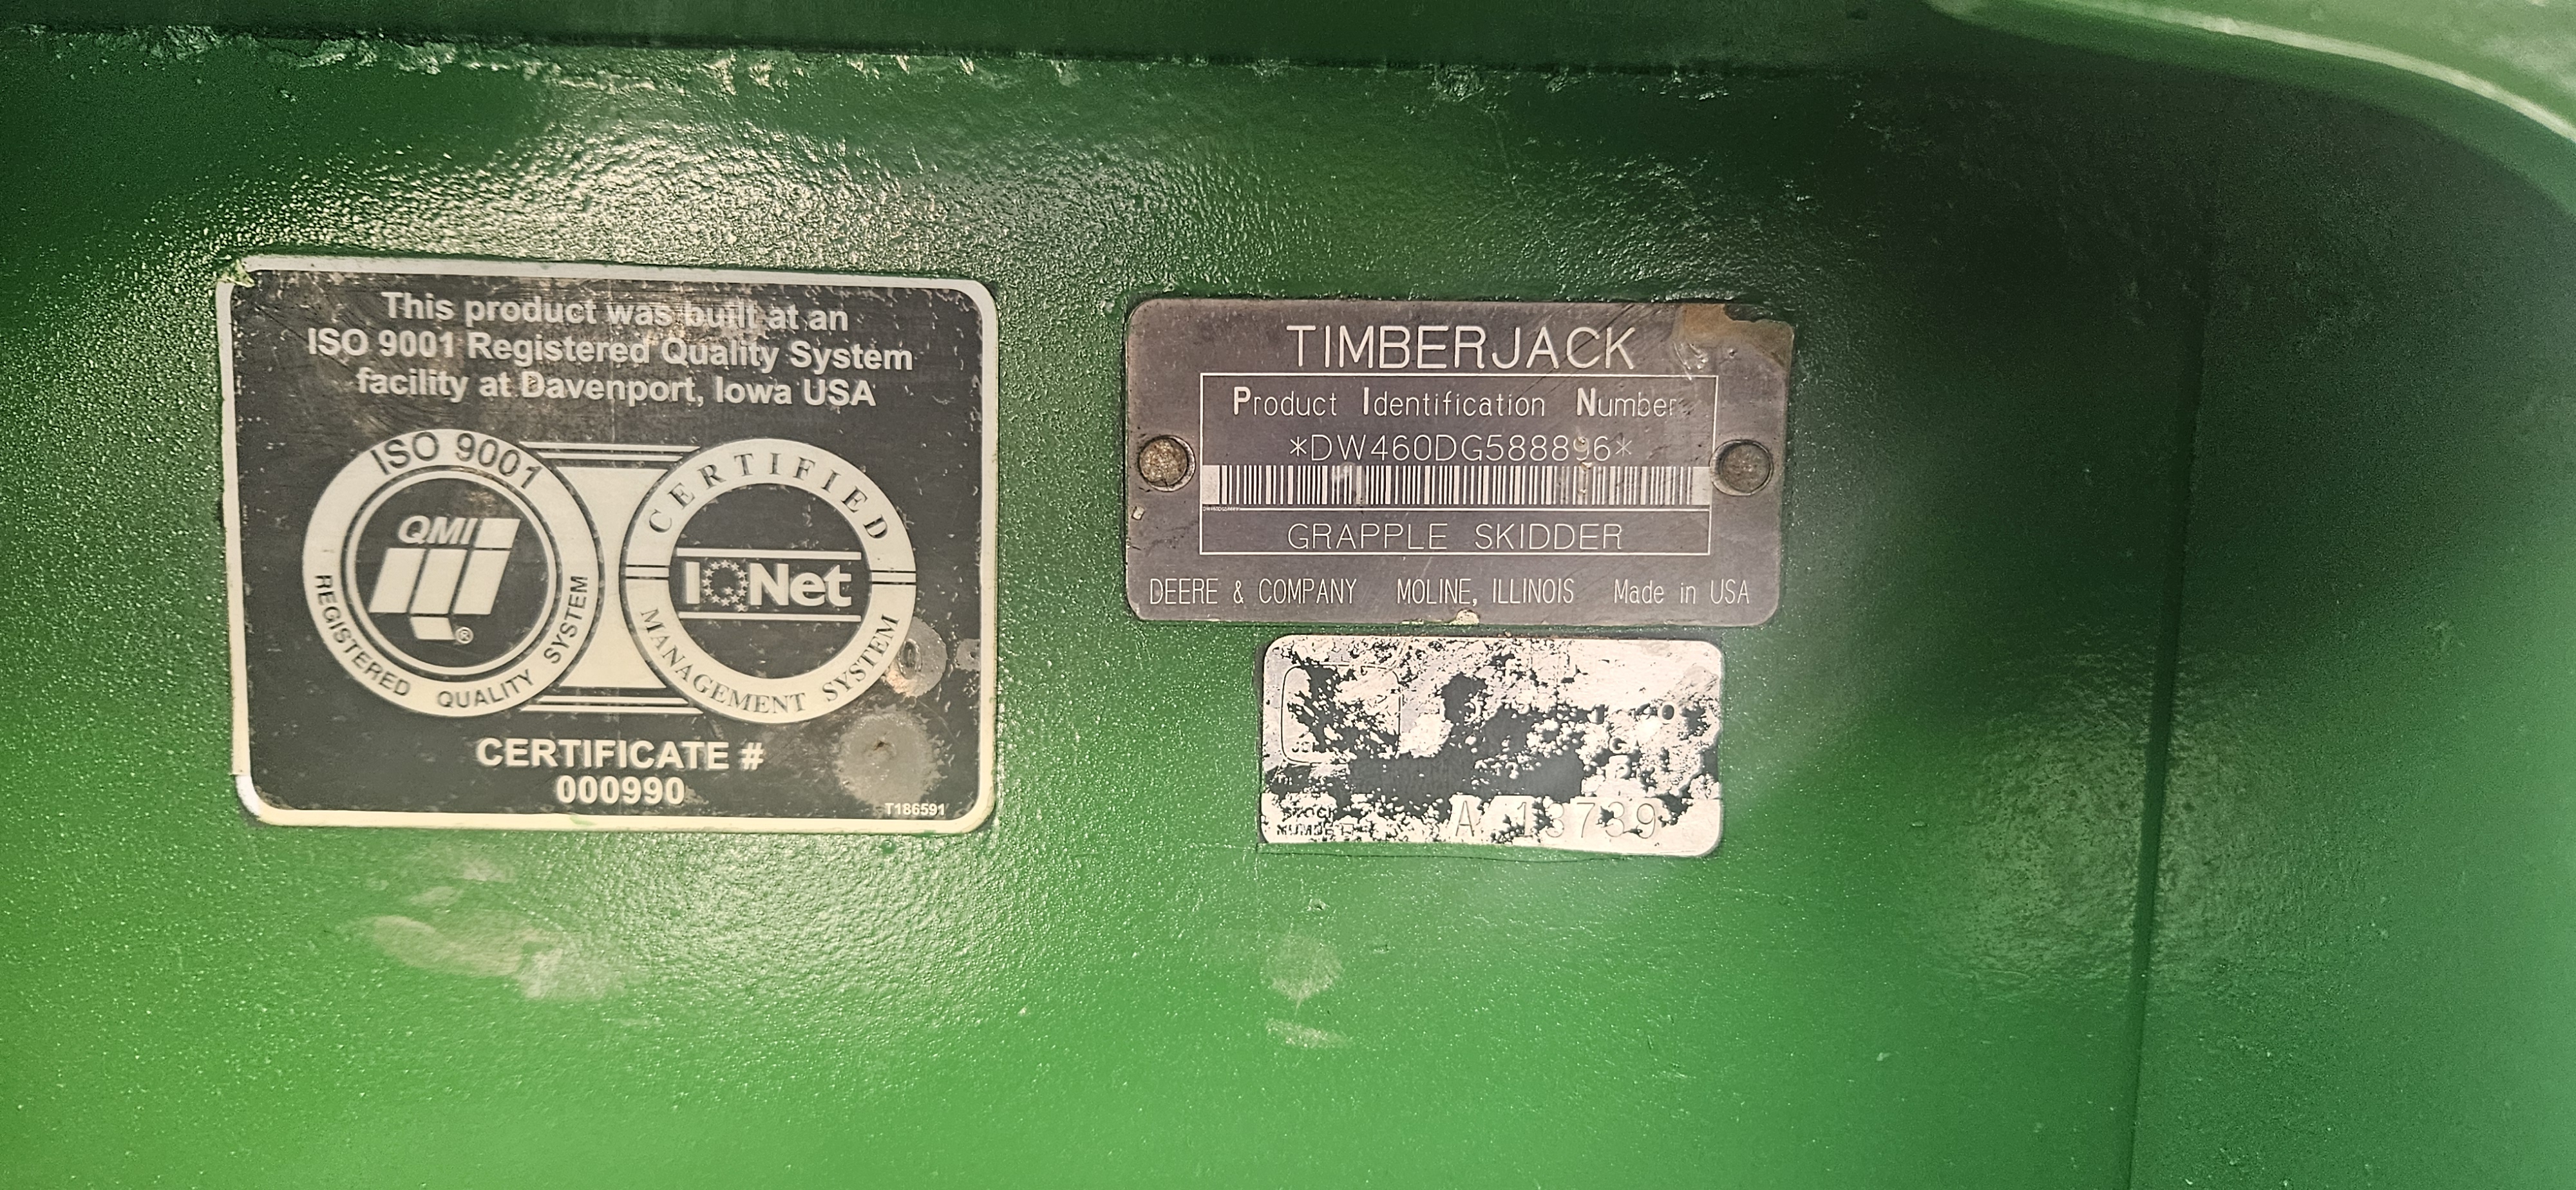 This product was built at an
ISO 9001 Registered Quality System
facility at Davenport, Iowa USA
ISO 9001
QMI
®
REGISTERED QUALITY SYSTEM
CERTIFIED
IQNet
MANAGEMENT SYSTEM
CERTIFICATE #
000990
T186591
TIMBERJACK
Product Identification Number
*DW460DG588896*
GRAPPLE SKIDDER
DEERE & COMPANY MOLINE, ILLINOIS Made in USA
A 13739